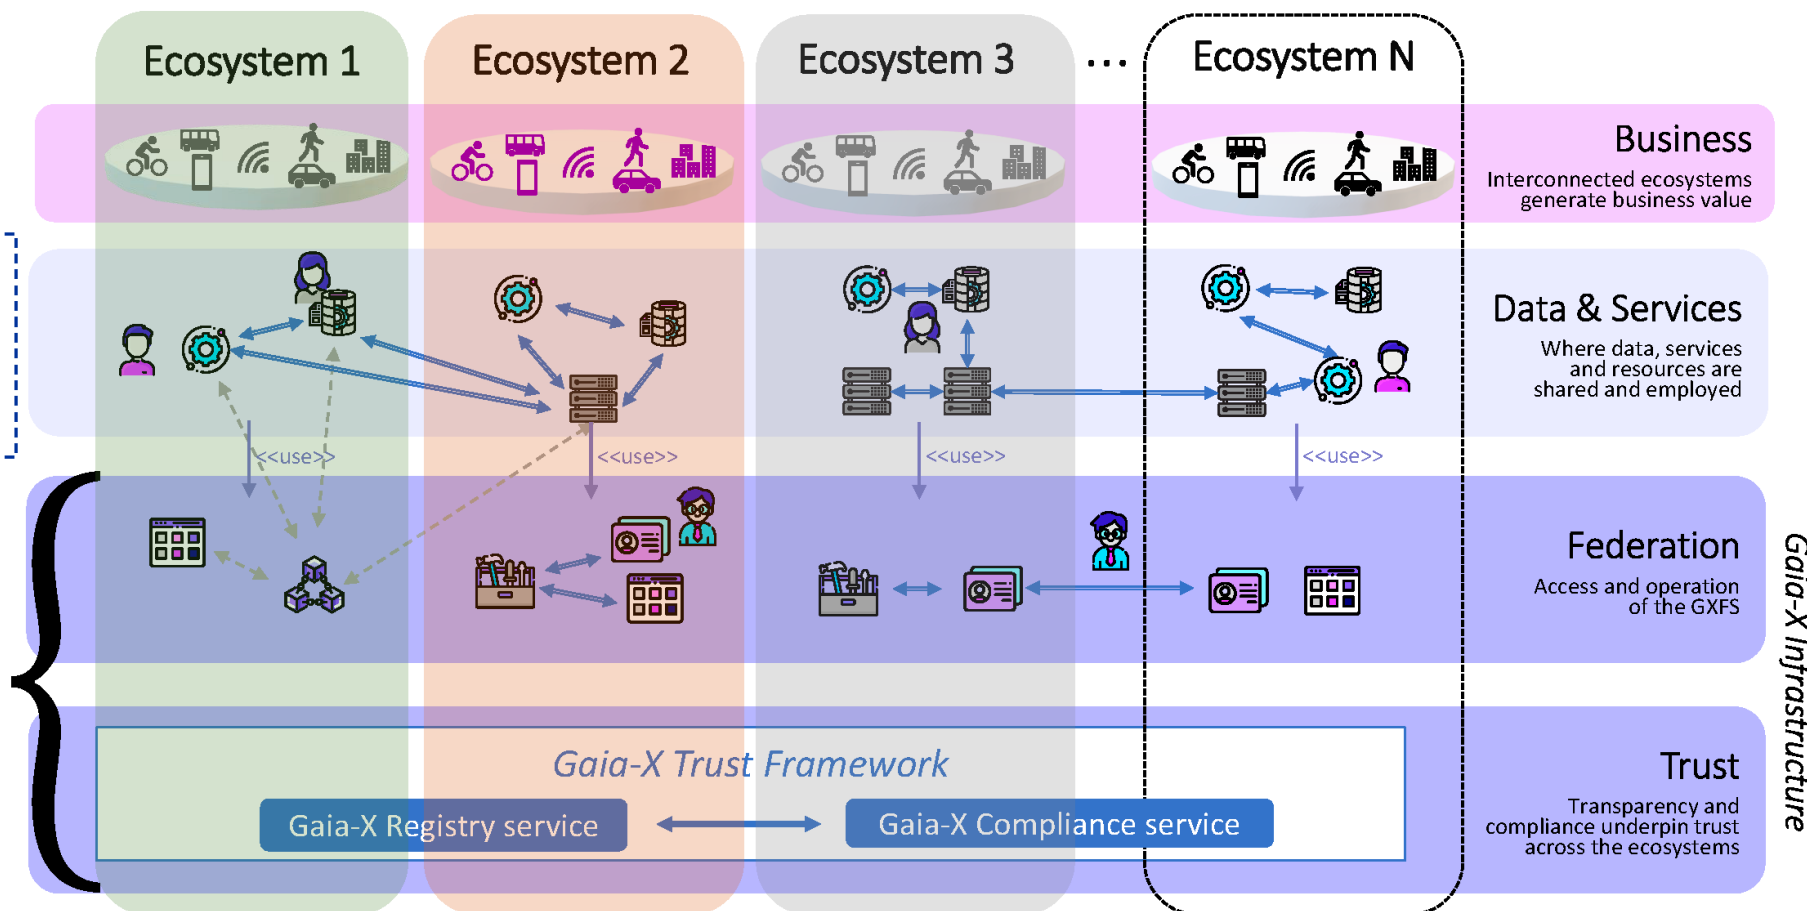 Ecosystem 1
Ecosystem 2
Ecosystem 3
...
Ecosystem N
Business
Interconnected ecosystems
generate business value
Data & Services
Where data, services
and resources are
shared and employed
<<use>>
<<use>>
<<use>>
<<use>>
Federation
Access and operation
of the GXFS
Gaia-X Infrastructure
Gaia-X Trust Framework
Gaia-X Registry service
Gaia-X Compliance service
Trust
Transparency and
compliance underpin trust
across the ecosystems